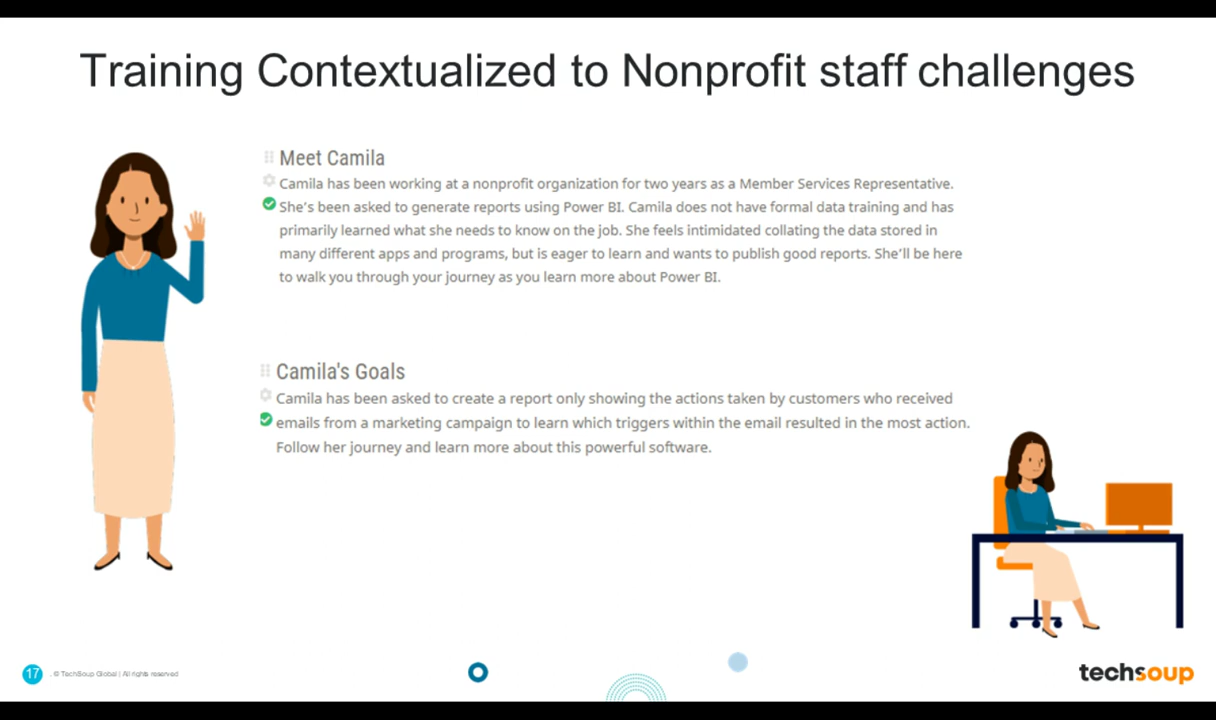 Training Contextualized to Nonprofit staff challenges
Meet Camila
Camila has been working at a nonprofit organization for two years as a Member Services Representative.
She's been asked to generate reports using Power BI. Camila does not have formal data training and has
primarily learned what she needs to know on the job. She feels intimidated collating the data stored in
many different apps and programs, but is eager to learn and wants to publish good reports. She'll be here
to walk you through your journey as you learn more about Power BI.
Camila's Goals
Camila has been asked to create a report only showing the actions taken by customers who received
emails from a marketing campaign to learn which triggers within the email resulted in the most action.
Follow her journey and learn more about this powerful software.
17 . © TechSoup Global | All rights reserved
techsoup